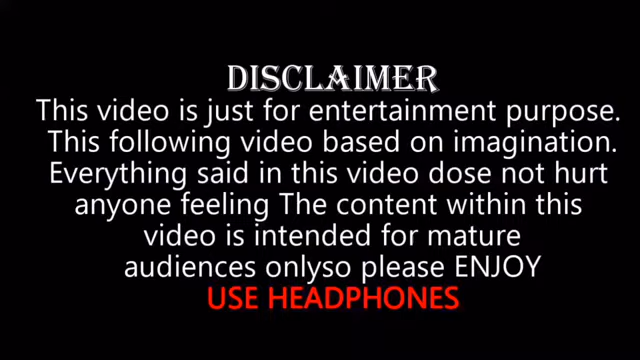 DISCLAIMER
This video is just for entertainment purpose.
This following video based on imagination.
Everything said in this video dose not hurt
anyone feeling The content within this
video is intended for mature
audiences onlyso please ENJOY
USE HEADPHONES